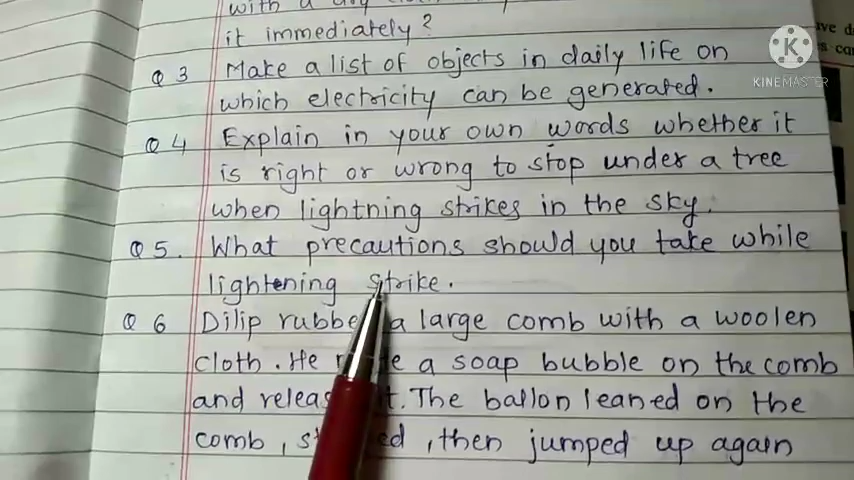 with a
it immediately?
Q 3 Make a list of objects in daily life on
which electricity can be generated.
Q 4 Explain in your own words whether it
is right or wrong to stop under a tree
when lightning strikes in the sky.
Q 5. What precautions should you take while
lightening strike.
Q 6 Dilip rubbe a large comb with a woolen
cloth. He a soap bubble on the comb
and The ballon leaned on the
comb, , then jumped up again
K
KINEMASTER